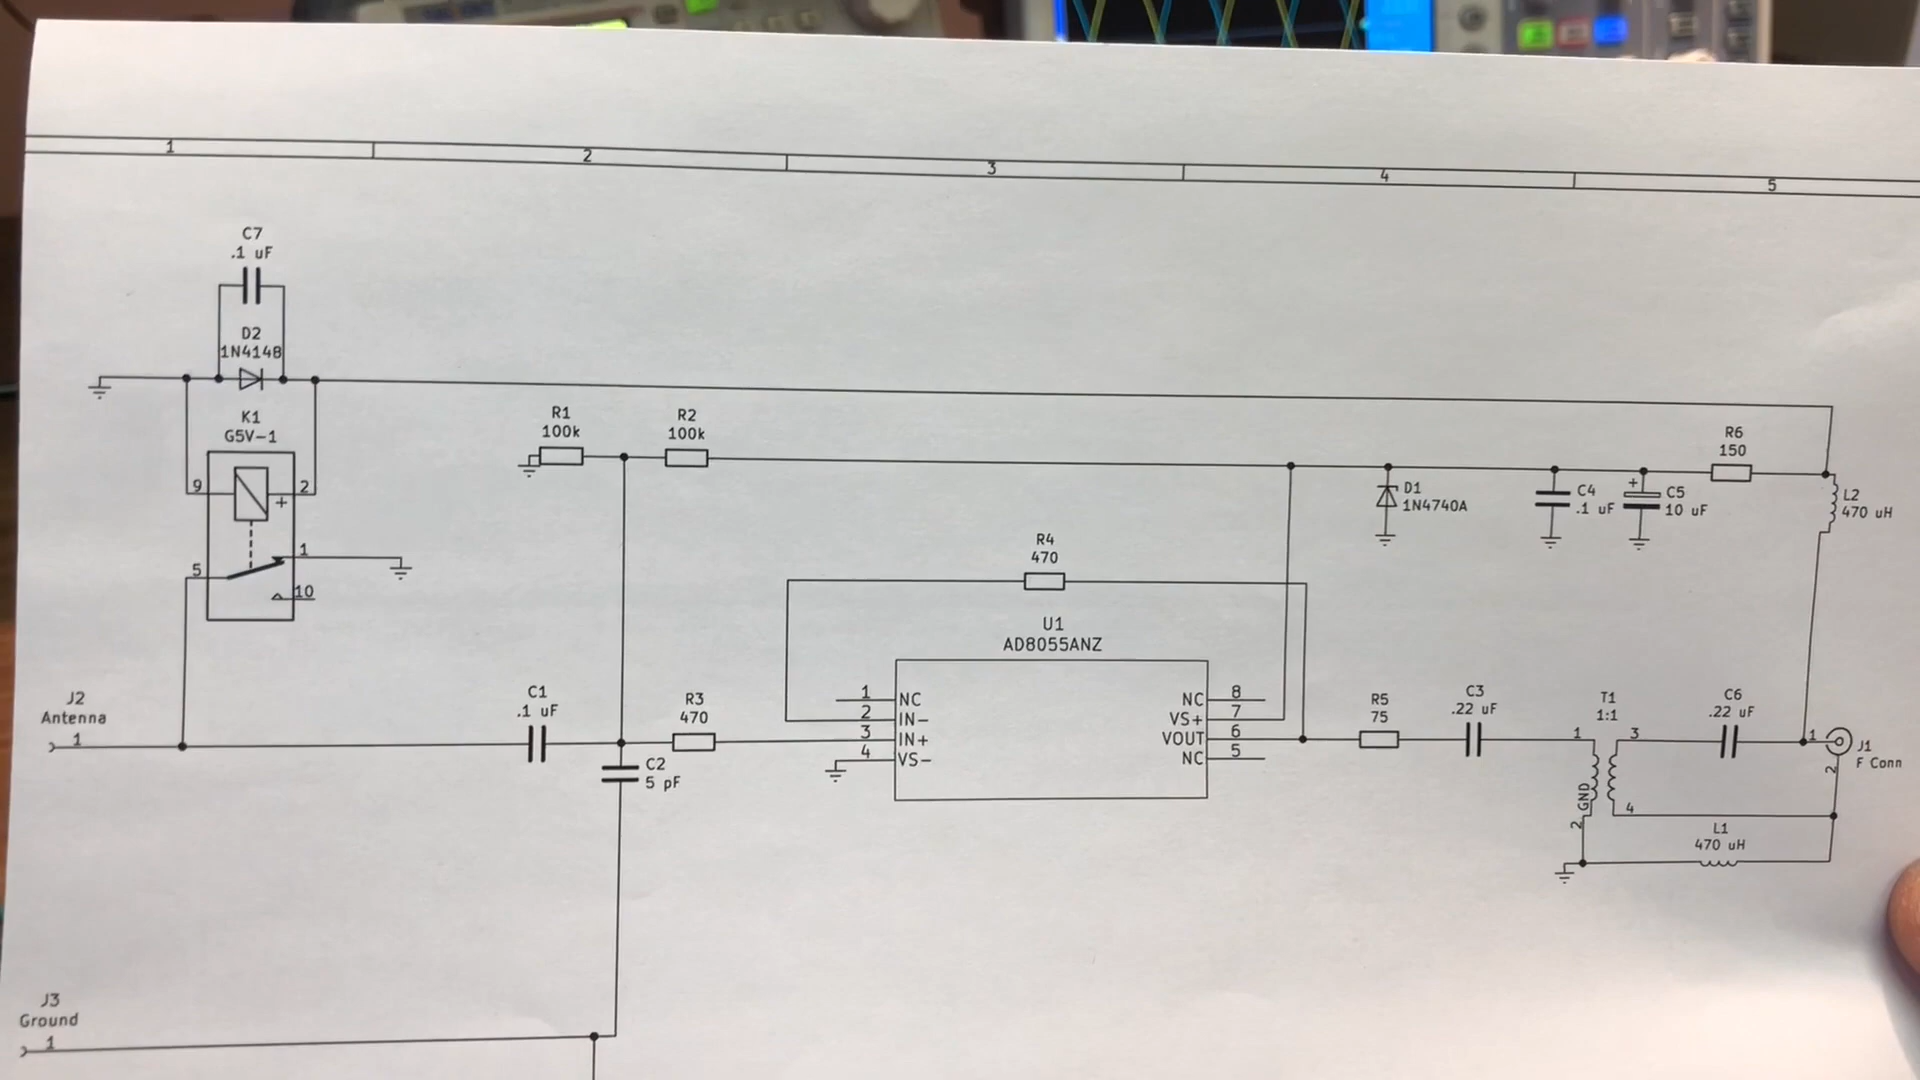 1
2
3
4
5
C7
.1 uF
D2
1N4148
K1
G5V-1
9
2
+
1
5
10
R1
100k
R2
100k
R6
150
D1
1N4740A
C4
.1 uF
+
C5
10 uF
L2
470 uH
R4
470
U1
AD8055ANZ
J2
Antenna
1
C1
.1 uF
R3
470
C2
5 pF
1
NC
2
IN-
3
IN+
4
VS-
NC
8
VS+
7
VOUT
6
NC
5
R5
75
C3
.22 uF
T1
1:1
1
3
GND
2
4
C6
.22 uF
1
J1
F Conn
2
L1
470 uH
J3
Ground
1